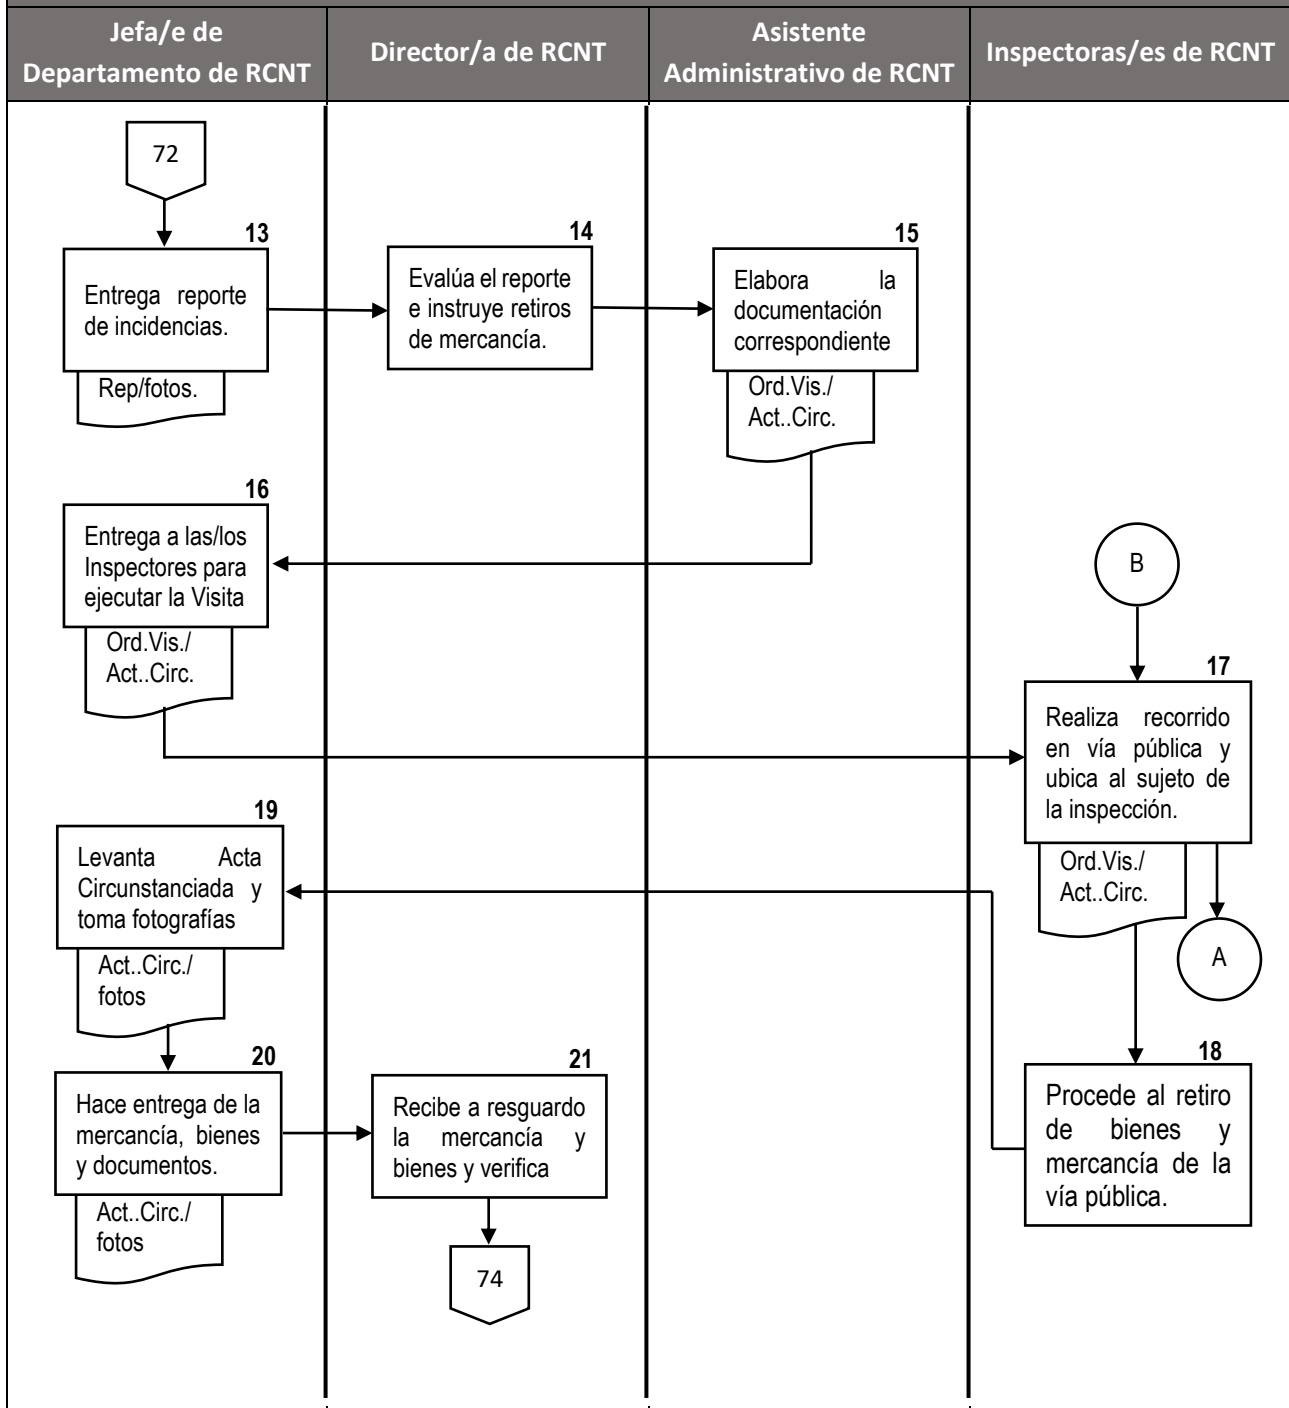 Jefa/e de
Departamento de RCNT
Director/a de RCNT
Asistente
Administrativo de RCNT
Inspectoras/es de RCNT
72
13
Entrega reporte
de incidencias.
Rep/fotos.
14
Evalúa el reporte
e instruye retiros
de mercancía.
15
Elabora la
documentación
correspondiente
Ord.Vis./
Act..Circ.
16
Entrega a las/los
Inspectores para
ejecutar la Visita
Ord.Vis./
Act..Circ.
B
17
Realiza recorrido
en vía pública y
ubica al sujeto de
la inspección.
Ord.Vis./
Act..Circ.
A
18
Procede al retiro
de bienes y
mercancía de la
vía pública.
19
Levanta Acta
Circunstanciada y
toma fotografías
Act..Circ./
fotos
20
Hace entrega de la
mercancía, bienes
y documentos.
Act..Circ./
fotos
21
Recibe a resguardo
la mercancía y
bienes y verifica
74